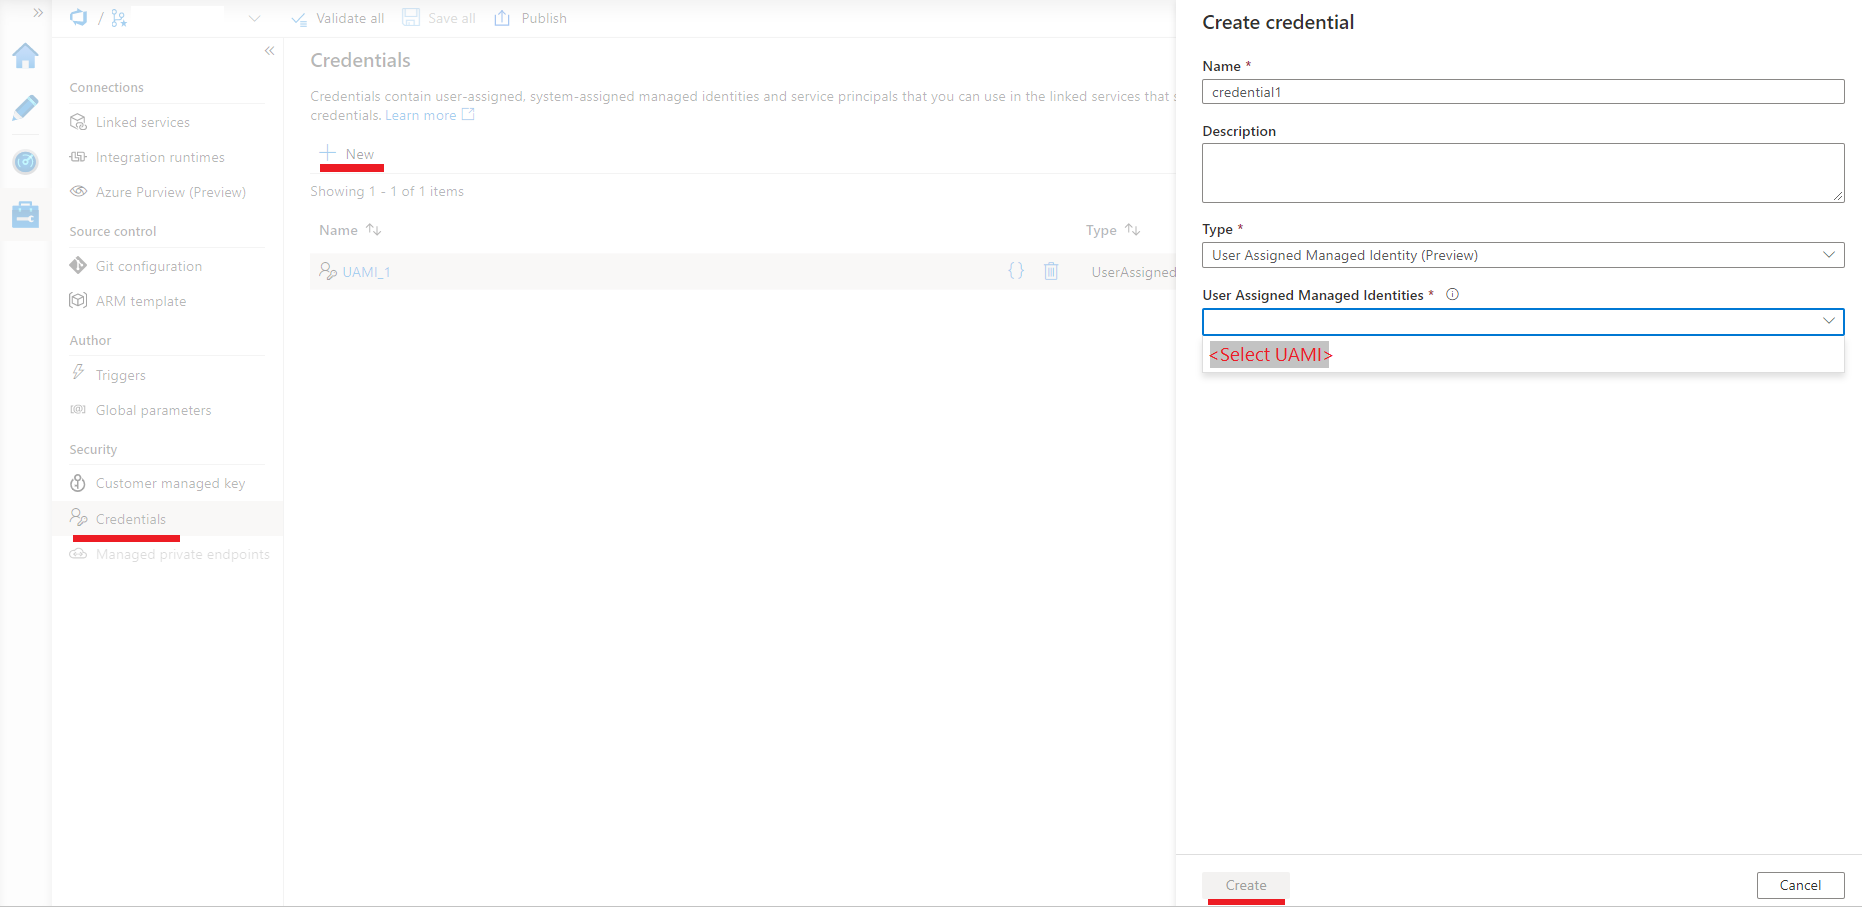 /
Validate all
Save all
Publish
Connections
Linked services
Integration runtimes
Azure Purview (Preview)
Source control
Git configuration
ARM template
Author
Triggers
Global parameters
Security
Customer managed key
Credentials
Managed private endpoints
Credentials
Credentials contain user-assigned, system-assigned managed identities and service principals that you can use in the linked services that s
credentials. Learn more
New
Showing 1 - 1 of 1 items
Name
Type
UAMI_1
{}
UserAssigned
Create credential
Name *
credential1
Description
Type *
User Assigned Managed Identity (Preview)
User Assigned Managed Identities *
<Select UAMI>
Create
Cancel